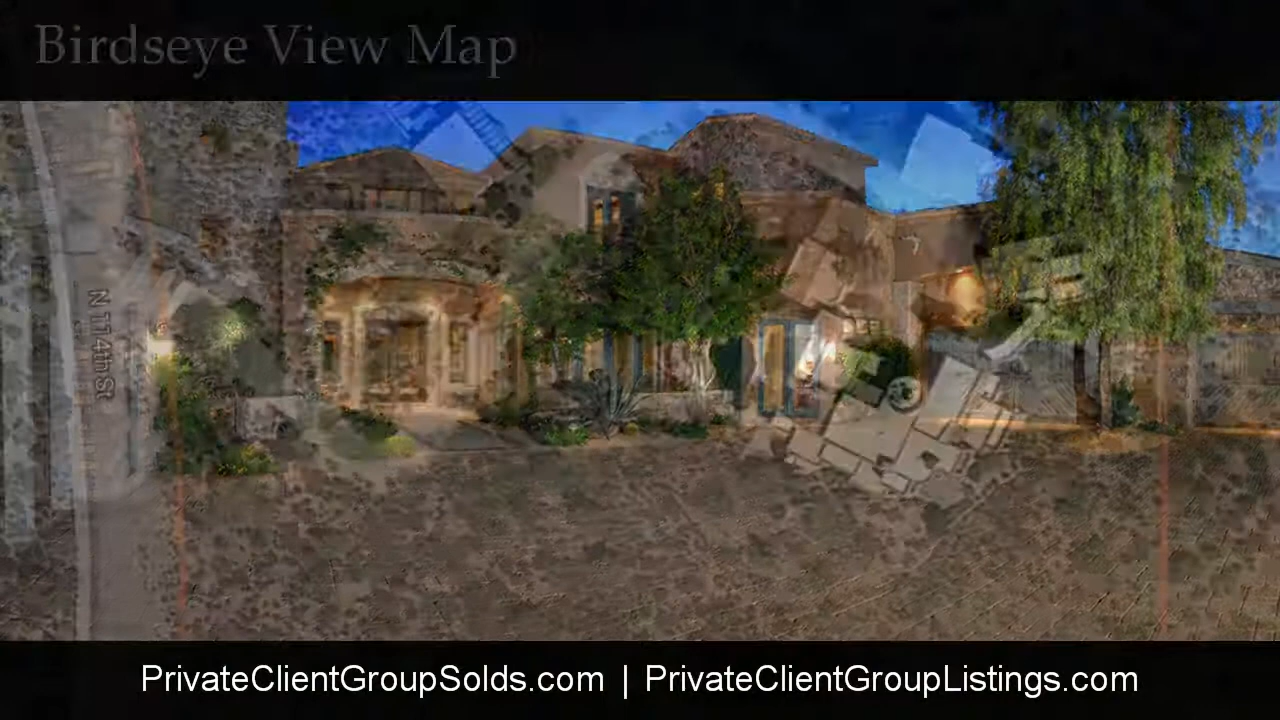 Birdseye View Map
N 114th St
PrivateClientGroupSolds.com | PrivateClientGroupListings.com